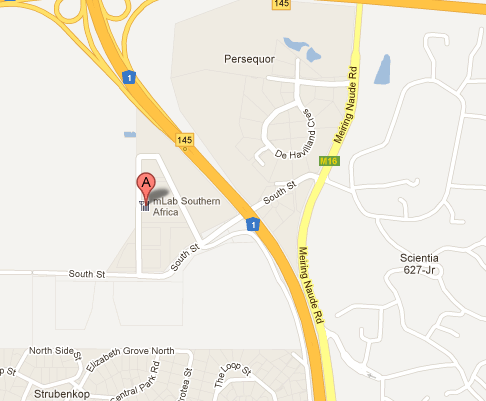 145
Persequor
1
Meiring Naude Rd
De Havilland Cres
145
M16
A
mLab Southern
Africa
South St
1
South St
Scientia
627-Jr
South St
Meiring Naude Rd
North Side St
Elizabeth Grove North
Central Park Rd
Protea St
The Loop St
Strubenkop